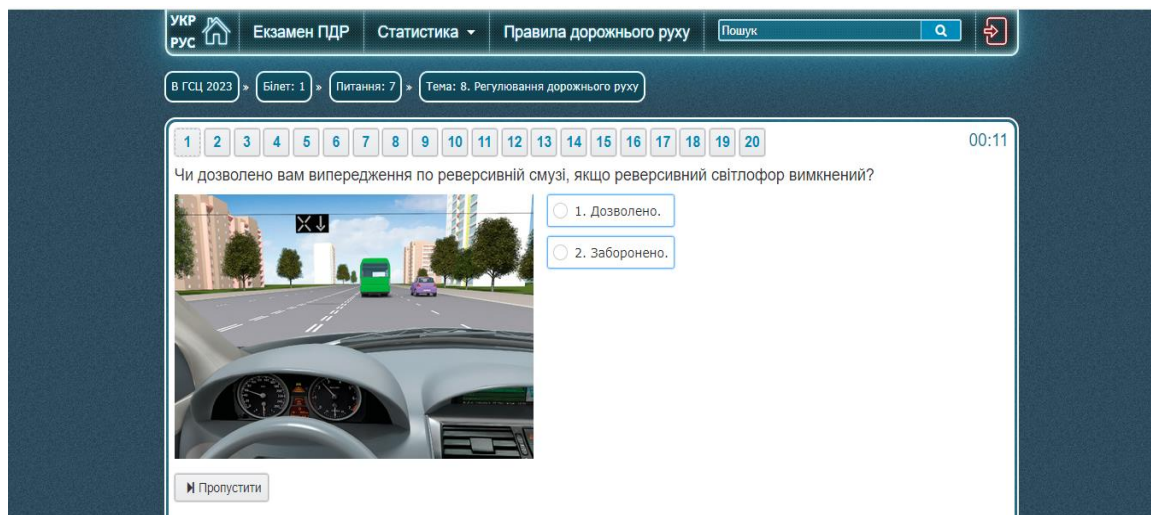 УКР
РУС
Екзамен ПДР
Статистика
Правила дорожнього руху
Пошук
В ГСЦ 2023 » Білет: 1 » Питання: 7 » Тема: 8. Регулювання дорожнього руху
1 2 3 4 5 6 7 8 9 10 11 12 13 14 15 16 17 18 19 20
00:11
Чи дозволено вам випередження по реверсивній смузі, якщо реверсивний світлофор вимкнений?
1. Дозволено.
2. Заборонено.
Пропустити